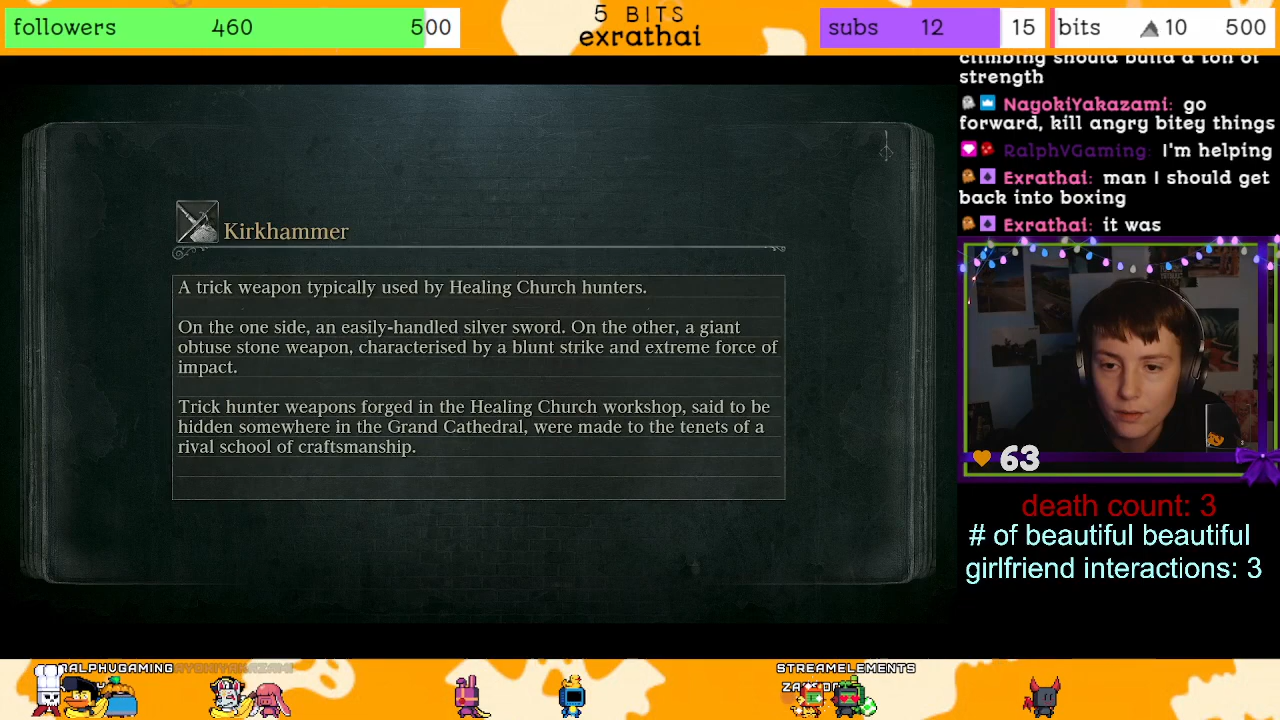 followers 460 500
5 BITS
exrathai
subs 12 15
bits 10 500
climbing should build a ton of
strength
NayokiYakazami: go
forward, kill angry bitey things
RalphVGaming: I'm helping
Exrathai: man I should get
back into boxing
Exrathai: it was
Kirkhammer
A trick weapon typically used by Healing Church hunters.
On the one side, an easily-handled silver sword. On the other, a giant
obtuse stone weapon, characterised by a blunt strike and extreme force of
impact.
Trick hunter weapons forged in the Healing Church workshop, said to be
hidden somewhere in the Grand Cathedral, were made to the tenets of a
rival school of craftsmanship.
63
death count: 3
# of beautiful beautiful
girlfriend interactions: 3
RALPHVGAMING
STREAMELEMENTS